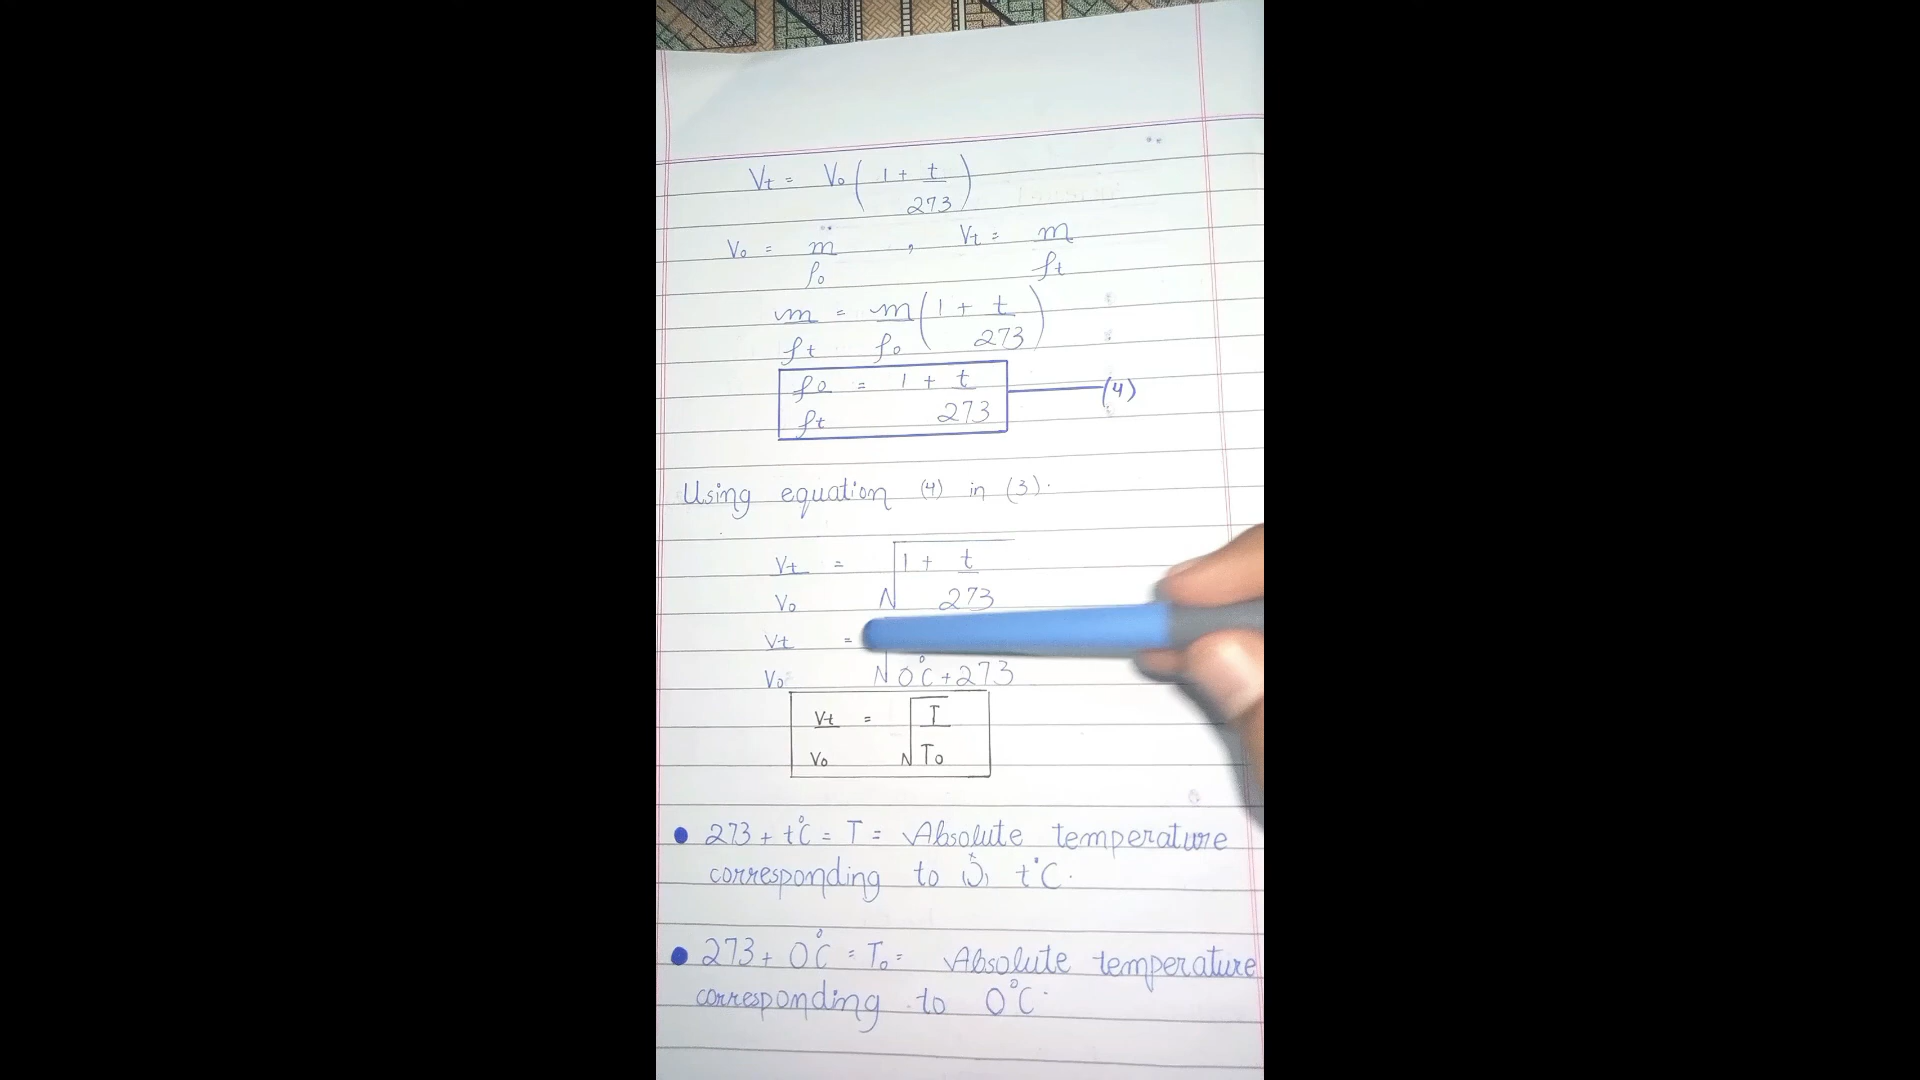 Vt = V₀ ( 1 + t/273 )
V₀ = m/ρ₀ , Vt = m/ρt
m/ρt = m/ρ₀ ( 1 + t/273 )
ρ₀/ρt = 1 + t/273 (4)
Using equation (4) in (3).
Vt/V₀ = √(1 + t/273)
Vt/V₀ = √ 0°C+273
Vt/V₀ = √(T/T₀)
• 273 + t°C = T = Absolute temperature
corresponding to t°C.
• 273 + 0°C = T₀ = Absolute temperature
corresponding to 0°C.